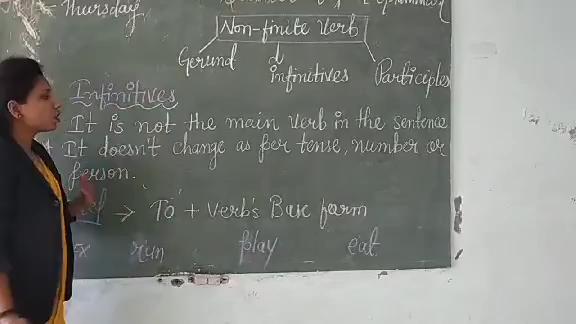 Thursday
Non-finite Verb
Gerund infinitives Participles
Infinitives
It is not the main verb in the sentence
It doesn't change as per tense, number or
person.
→ 'To' + Verb's Base form
Ex run play eat